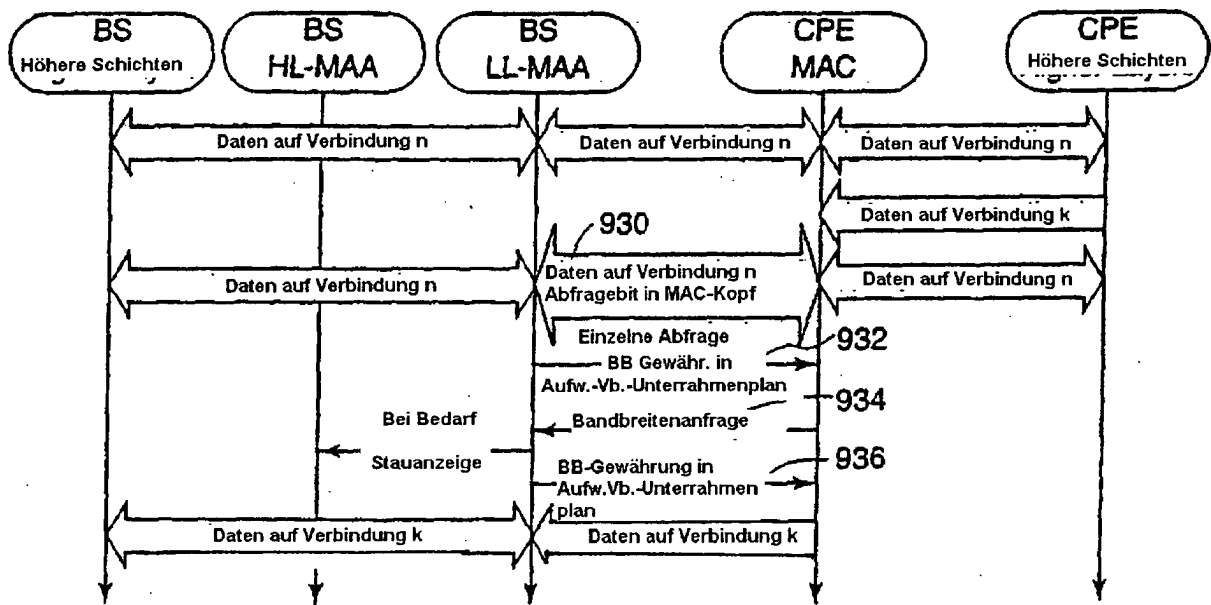 BS
Höhere Schichten
BS
HL-MAA
BS
LL-MAA
CPE
MAC
CPE
Höhere Schichten
Daten auf Verbindung n
Daten auf Verbindung n
Daten auf Verbindung n
Daten auf Verbindung k
930
Daten auf Verbindung n
Daten auf Verbindung n
Abfragebit in MAC-Kopf
Daten auf Verbindung n
Einzelne Abfrage
932
BB Gewähr. in
Aufw.-Vb.-Unterrahmenplan
934
Bei Bedarf
Bandbreitenanfrage
Stauanzeige
936
BB-Gewährung in
Aufw.Vb.-Unterrahmen
plan
Daten auf Verbindung k
Daten auf Verbindung k